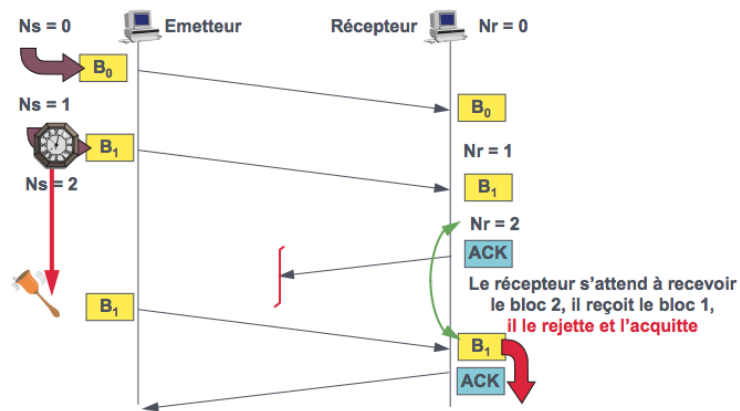 Ns = 0 Emetteur Récepteur Nr = 0
B0
Ns = 1
B0
B1
Nr = 1
Ns = 2
B1
Nr = 2
ACK
Le récepteur s’attend à recevoir
le bloc 2, il reçoit le bloc 1,
il le rejette et l’acquitte
B1
B1
ACK